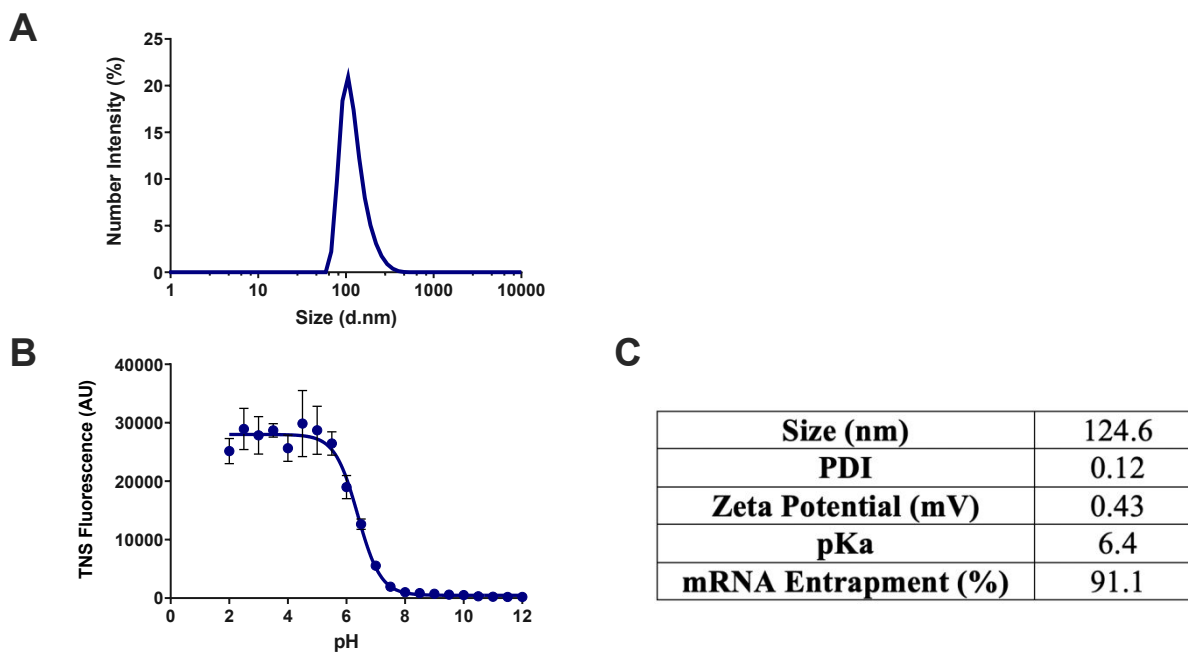 A
25
20
15
10
5
0
Number Intensity (%)
1 10 100 1000 10000
Size (d.nm)
B
40000
30000
20000
10000
0
TNS Fluorescence (AU)
0 2 4 6 8 10 12
pH
C
Size (nm) 124.6
PDI 0.12
Zeta Potential (mV) 0.43
pKa 6.4
mRNA Entrapment (%) 91.1